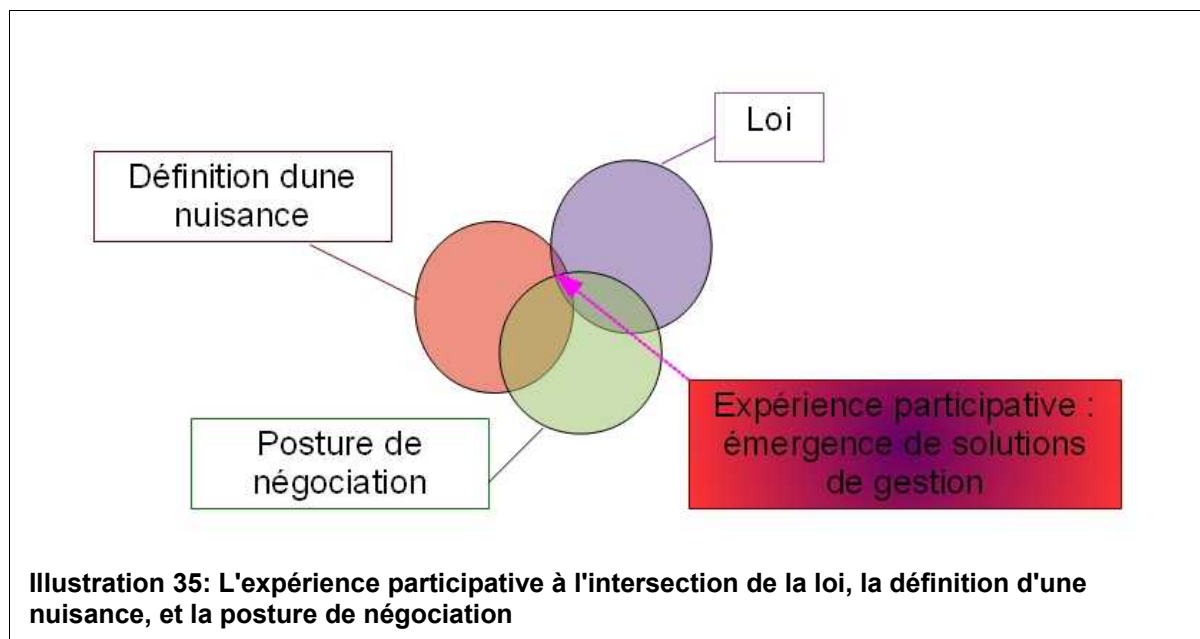 Loi
Définition dune
nuisance
Posture de
négociation
Expérience participative :
émergence de solutions
de gestion
Illustration 35: L'expérience participative à l'intersection de la loi, la définition d'une
nuisance, et la posture de négociation